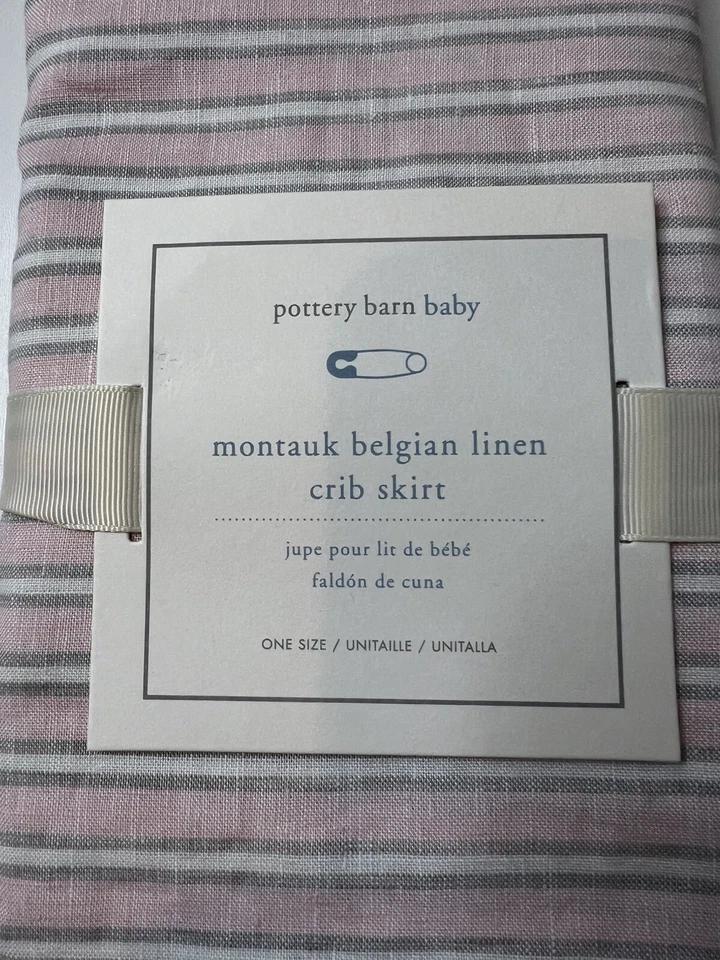 pottery barn baby
montauk belgian linen
crib skirt
jupe pour lit de bébé
faldón de cuna
ONE SIZE / UNITAILLE / UNITALLA